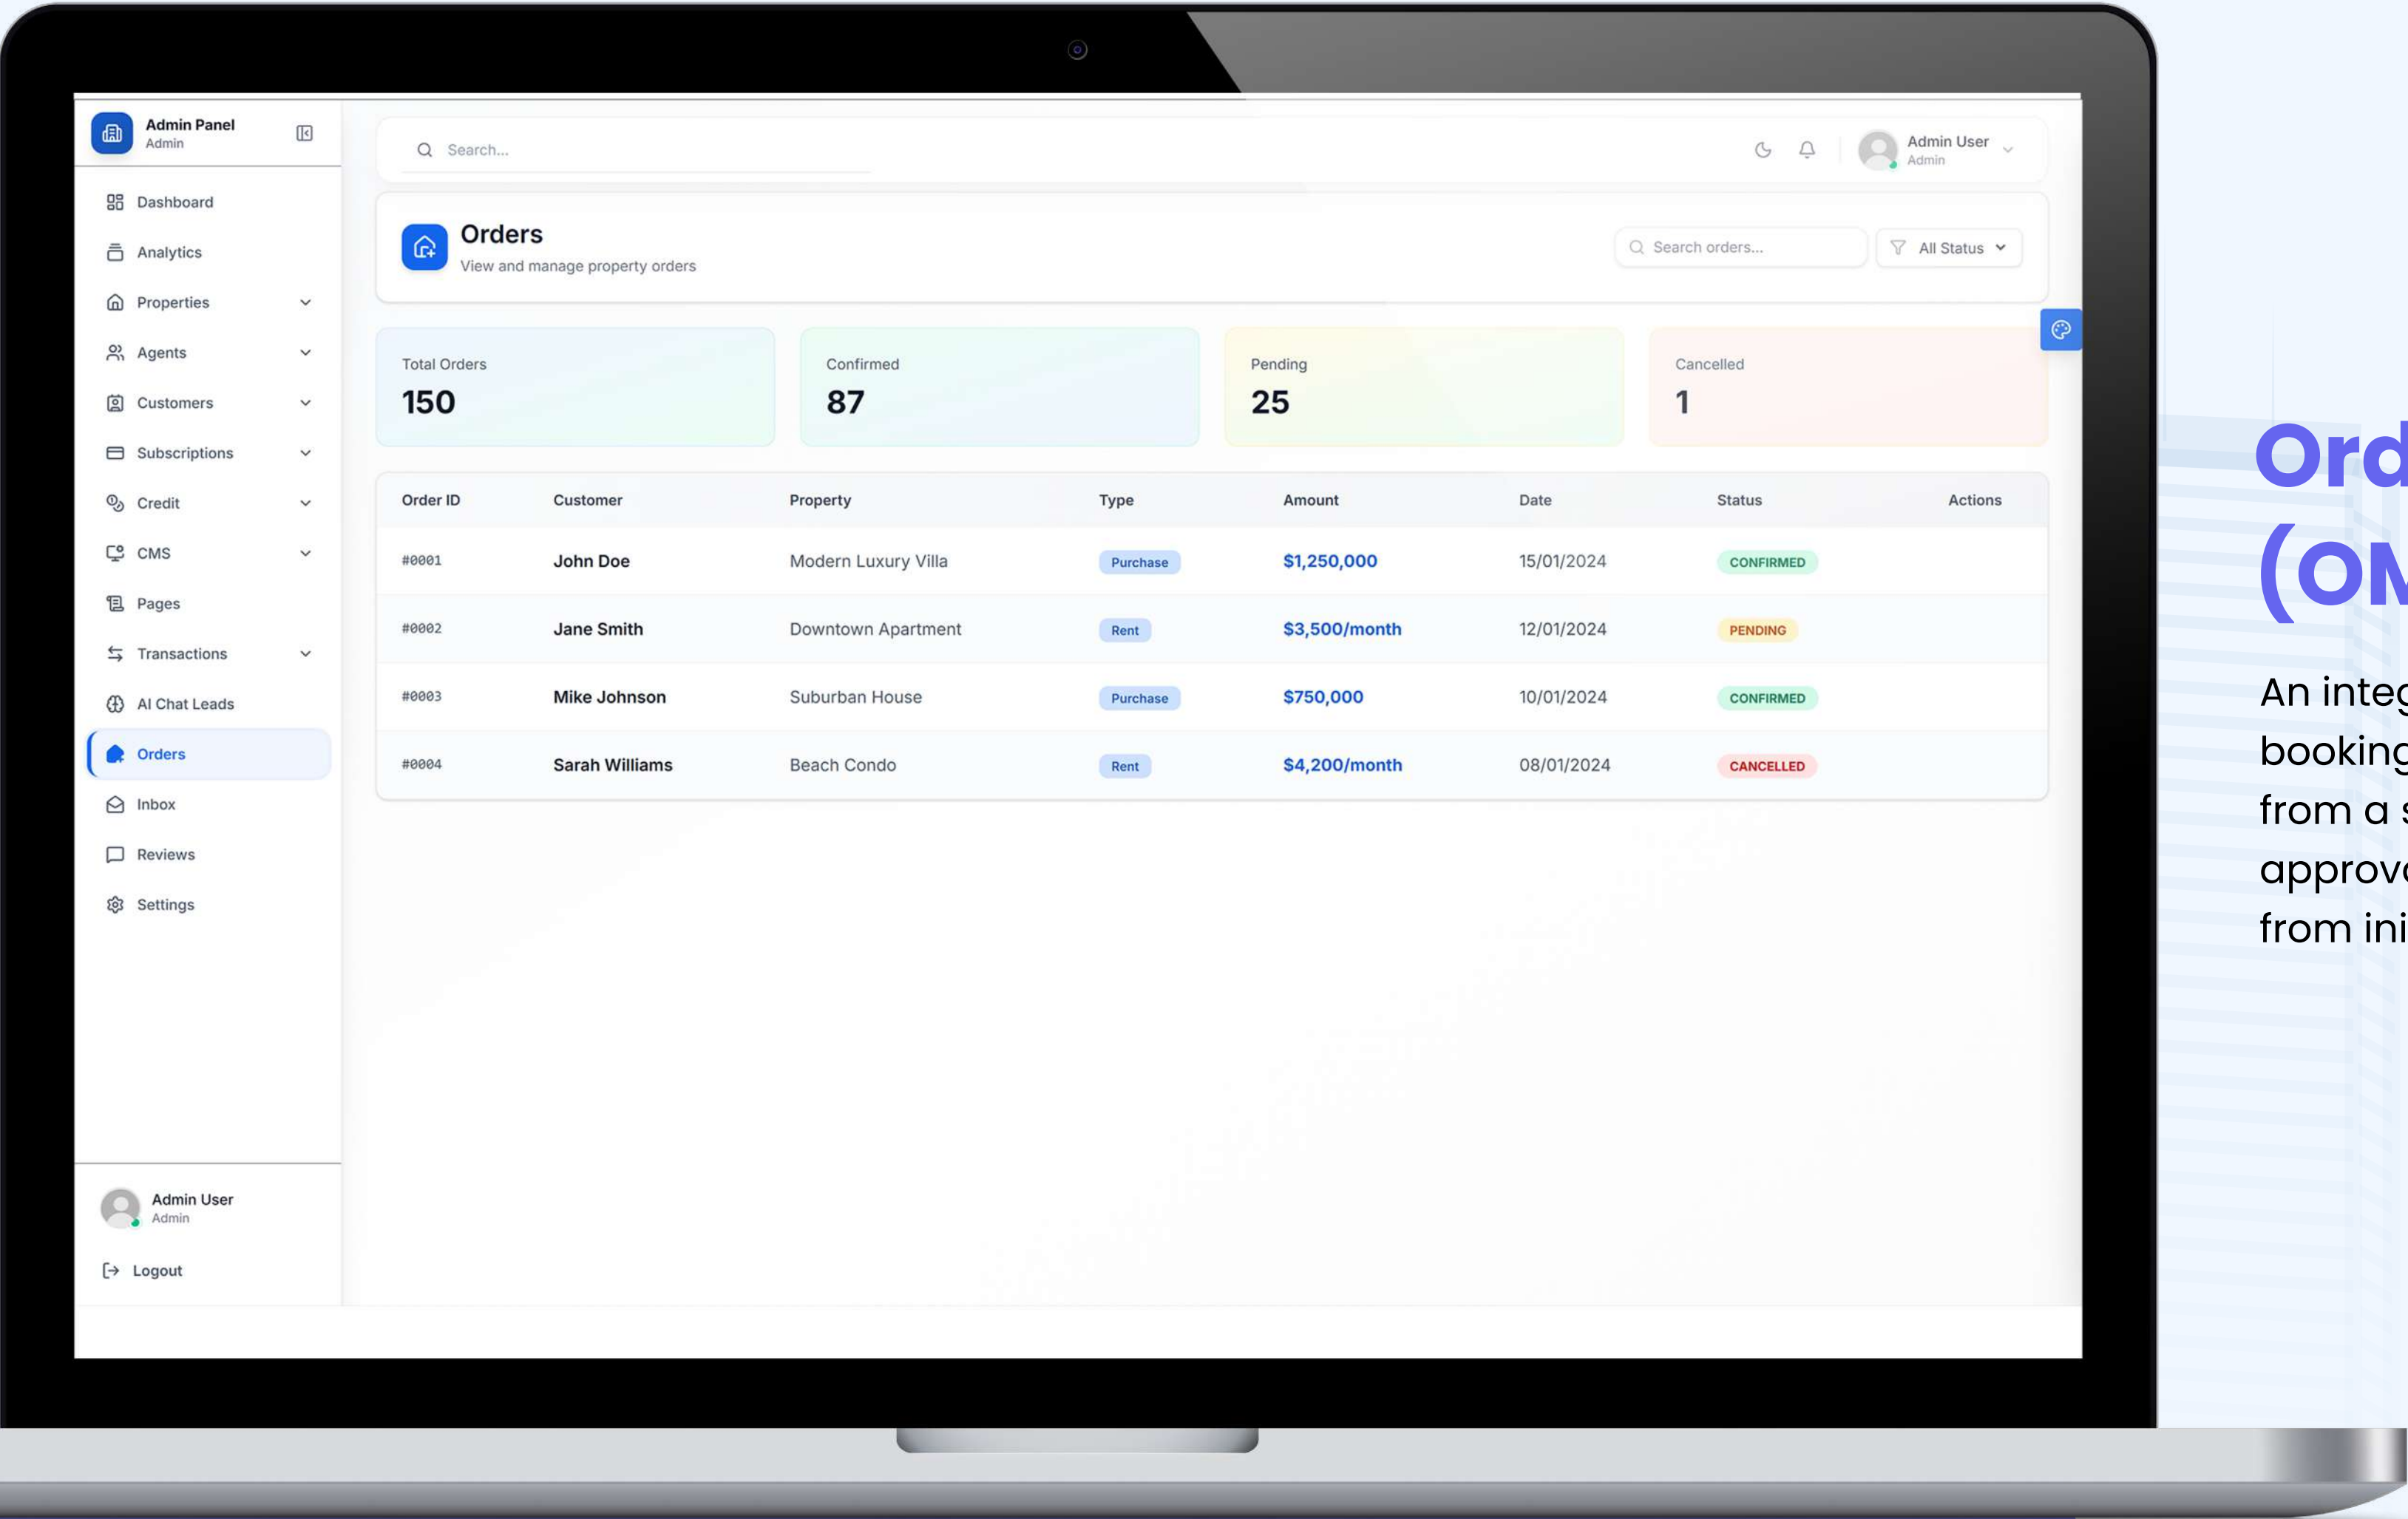 Admin Panel
Admin
Dashboard
Analytics
Properties
Agents
Customers
Subscriptions
Credit
CMS
Pages
Transactions
AI Chat Leads
Orders
Inbox
Reviews
Settings
Admin User
Admin
Logout
Search...
Admin User
Admin
Orders
View and manage property orders
Search orders...
All Status
Total Orders
150
Confirmed
87
Pending
25
Cancelled
1
Order ID Customer Property Type Amount Date Status Actions
#0001 John Doe Modern Luxury Villa Purchase $1,250,000 15/01/2024 CONFIRMED
#0002 Jane Smith Downtown Apartment Rent $3,500/month 12/01/2024 PENDING
#0003 Mike Johnson Suburban House Purchase $750,000 10/01/2024 CONFIRMED
#0004 Sarah Williams Beach Condo Rent $4,200/month 08/01/2024 CANCELLED
An
booking
from a
from